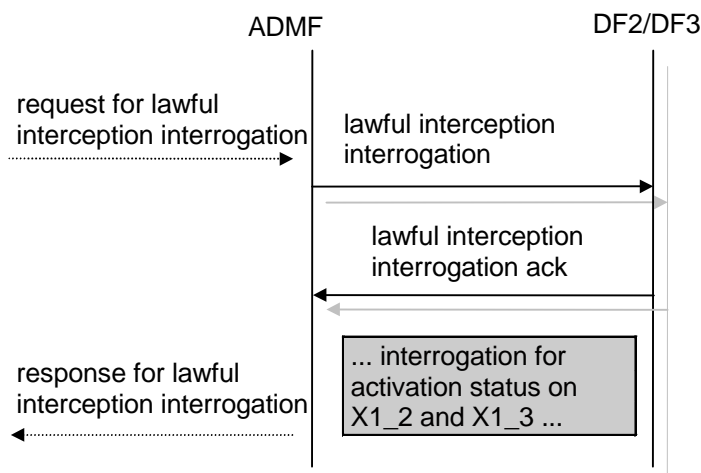 ADMF
DF2/DF3
request for lawful
interception interrogation
lawful interception
interrogation
lawful interception
interrogation ack
... interrogation for
activation status on
X1_2 and X1_3 ...
response for lawful
interception interrogation